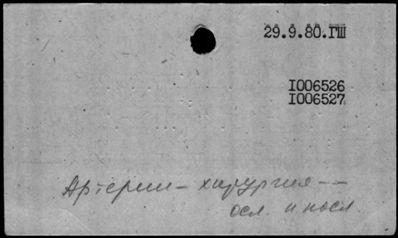 29.9.80.ГШ
I006526
I006527
Артерии – хирургия --
осл. и посл.